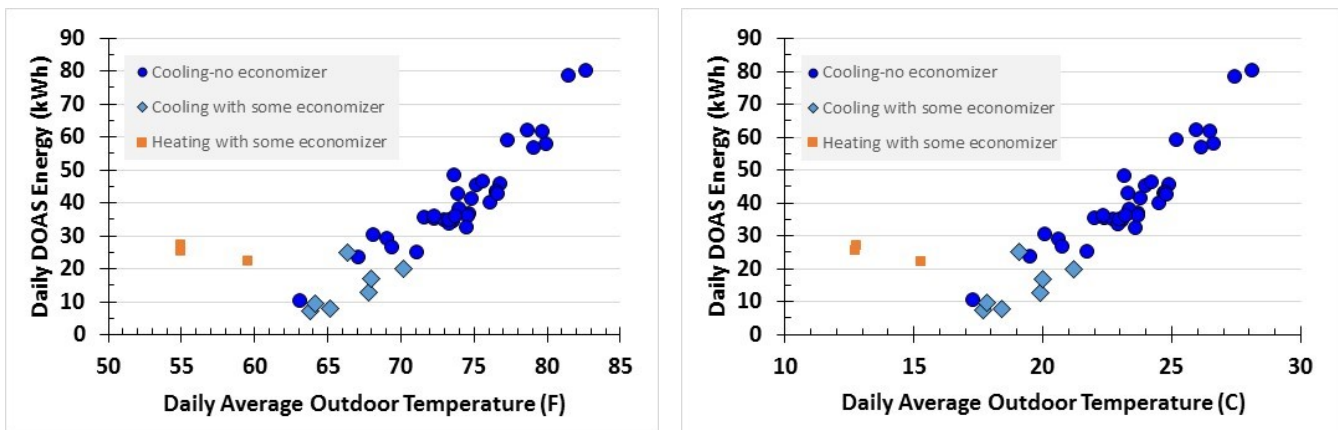 Daily DOAS Energy (kWh)
90
80
70
60
50
40
30
20
10
0
Cooling-no economizer
Cooling with some economizer
Heating with some economizer
50 55 60 65 70 75 80 85
Daily Average Outdoor Temperature (F)
Daily DOAS Energy (kWh)
90
80
70
60
50
40
30
20
10
0
Cooling-no economizer
Cooling with some economizer
Heating with some economizer
10 15 20 25 30
Daily Average Outdoor Temperature (C)